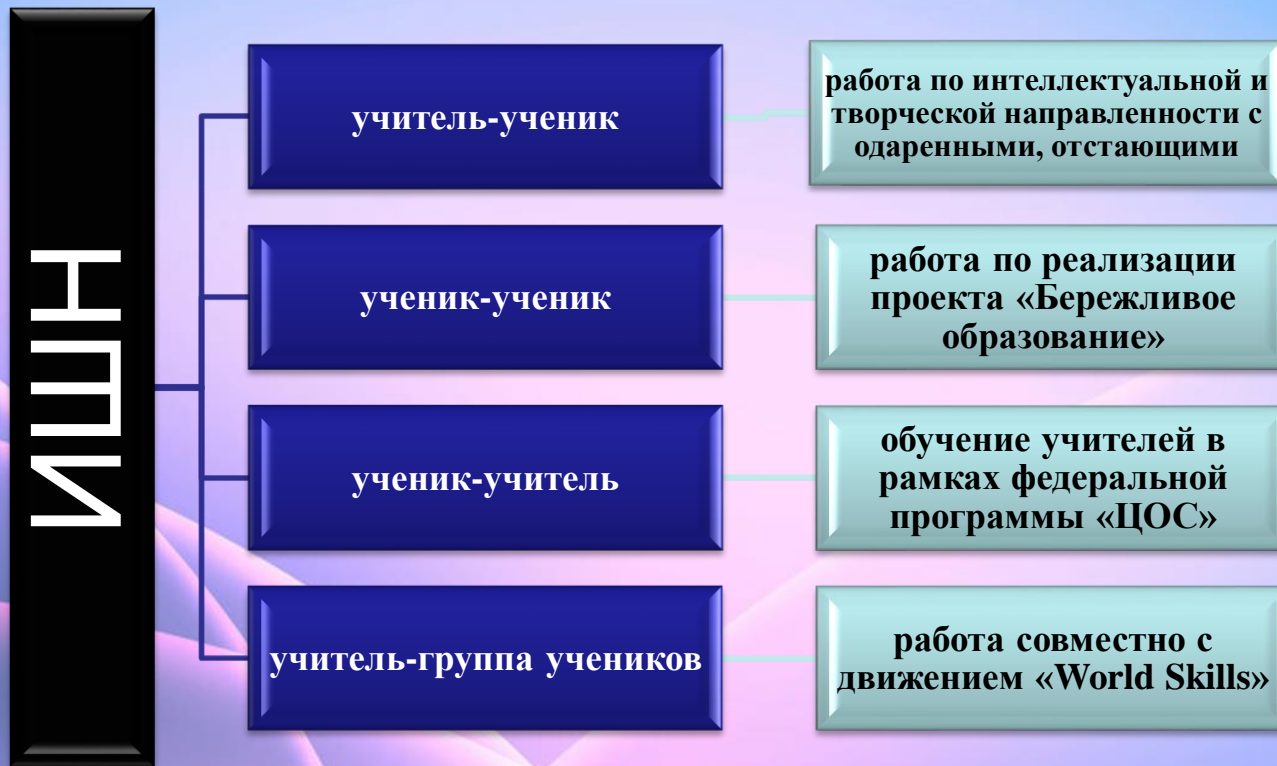 ИШН
учитель-ученик
работа по интеллектуальной и
творческой направленности с
одаренными, отстающими
ученик-ученик
работа по реализации
проекта «Бережливое
образование»
ученик-учитель
обучение учителей в
рамках федеральной
программы «ЦОС»
учитель-группа учеников
работа совместно с
движением «World Skills»